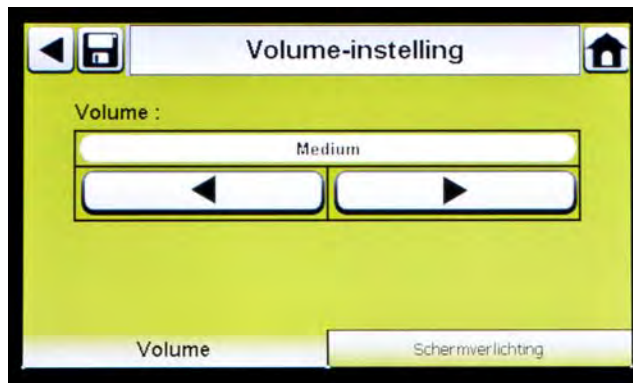 Volume-instelling
Volume :
Medium
Volume
Schermverlichting